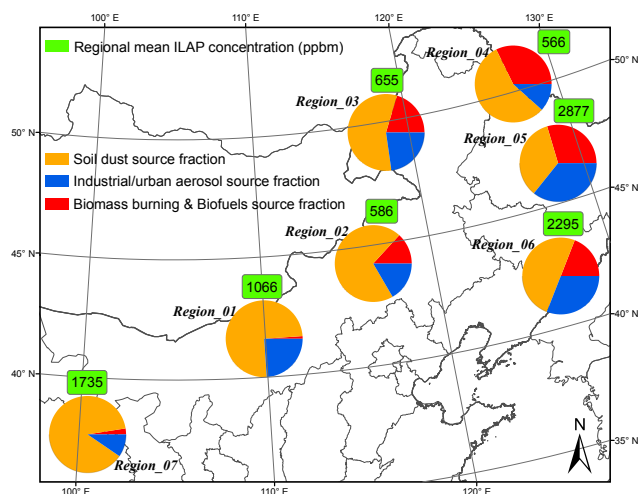 100° E
110° E
120° E
130° E
Regional mean ILAP concentration (ppbm)
Region_04
566
50° N
655
Region_03
2877
50° N
Region_05
Soil dust source fraction
Industrial/urban aerosol source fraction
Biomass burning & Biofuels source fraction
45° N
586
Region_02
2295
Region_06
45° N
1066
Region_01
40° N
40° N
1735
N
35° N
Region_07
100° E
110° E
120° E